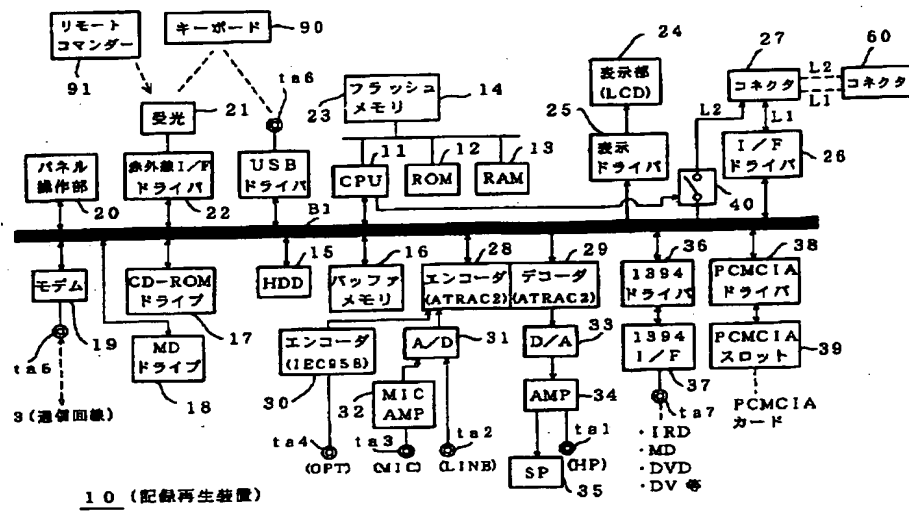 リモート
コマンダー
91
キーボード
90
ta6
受光
21
23
フラッシュ
メモリ
14
表示部
(LCD)
24
27
コネクタ
L2
L1
60
コネクタ
パネル
操作部
20
赤外線I/F
ドライバ
22
USB
ドライバ
11
CPU
12
ROM
13
RAM
25
表示
ドライバ
L2
L1
I/F
ドライバ
26
40
B1
モデム
19
ta5
3(通信回線)
CD-ROM
ドライブ
17
MD
ドライブ
18
15
HDD
16
バッファ
メモリ
28
エンコーダ
(ATRAC2)
29
デコーダ
(ATRAC2)
36
1394
ドライバ
38
PCMCIA
ドライバ
エンコーダ
(IEC958)
30
A/D
31
32
MIC
AMP
D/A
33
AMP
34
1394
I/F
37
PCMCIA
スロット
39
ta4
(OPT)
ta3
(MIC)
ta2
(LINE)
SP
35
ta1
(HP)
ta7
・IRD
・MD
・DVD
・DV 等
PCMCIA
カード
10 (記録再生装置)